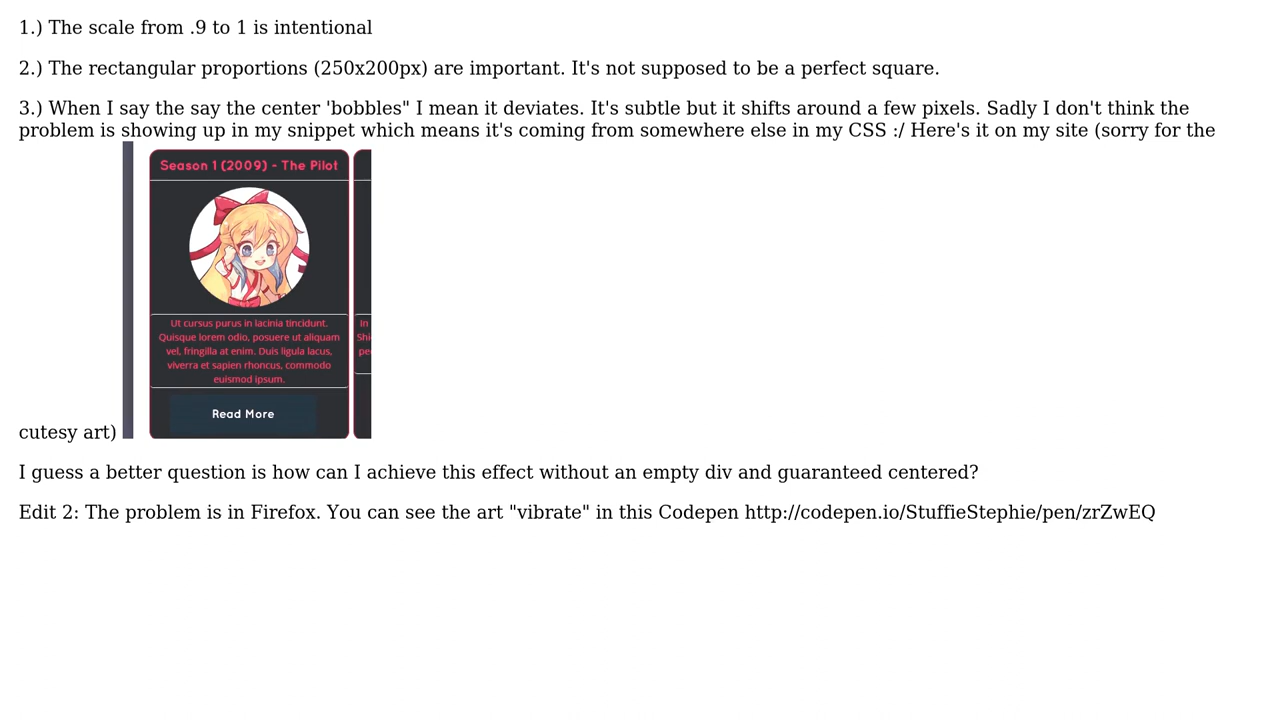 1.) The scale from .9 to 1 is intentional
2.) The rectangular proportions (250x200px) are important. It's not supposed to be a perfect square.
3.) When I say the say the center 'bobbles" I mean it deviates. It's subtle but it shifts around a few pixels. Sadly I don't think the
problem is showing up in my snippet which means it's coming from somewhere else in my CSS :/ Here's it on my site (sorry for the
Season 1 (2009) - The Pilot
Ut cursus purus in lacinia tincidunt.
Quisque lorem odio, posuere ut aliquam
vel, fringilla at enim. Duis ligula lacus,
viverra et sapien rhoncus, commodo
euismod ipsum.
In
Shi
pe
Read More
cutesy art)
I guess a better question is how can I achieve this effect without an empty div and guaranteed centered?
Edit 2: The problem is in Firefox. You can see the art "vibrate" in this Codepen http://codepen.io/StuffieStephie/pen/zrZwEQ